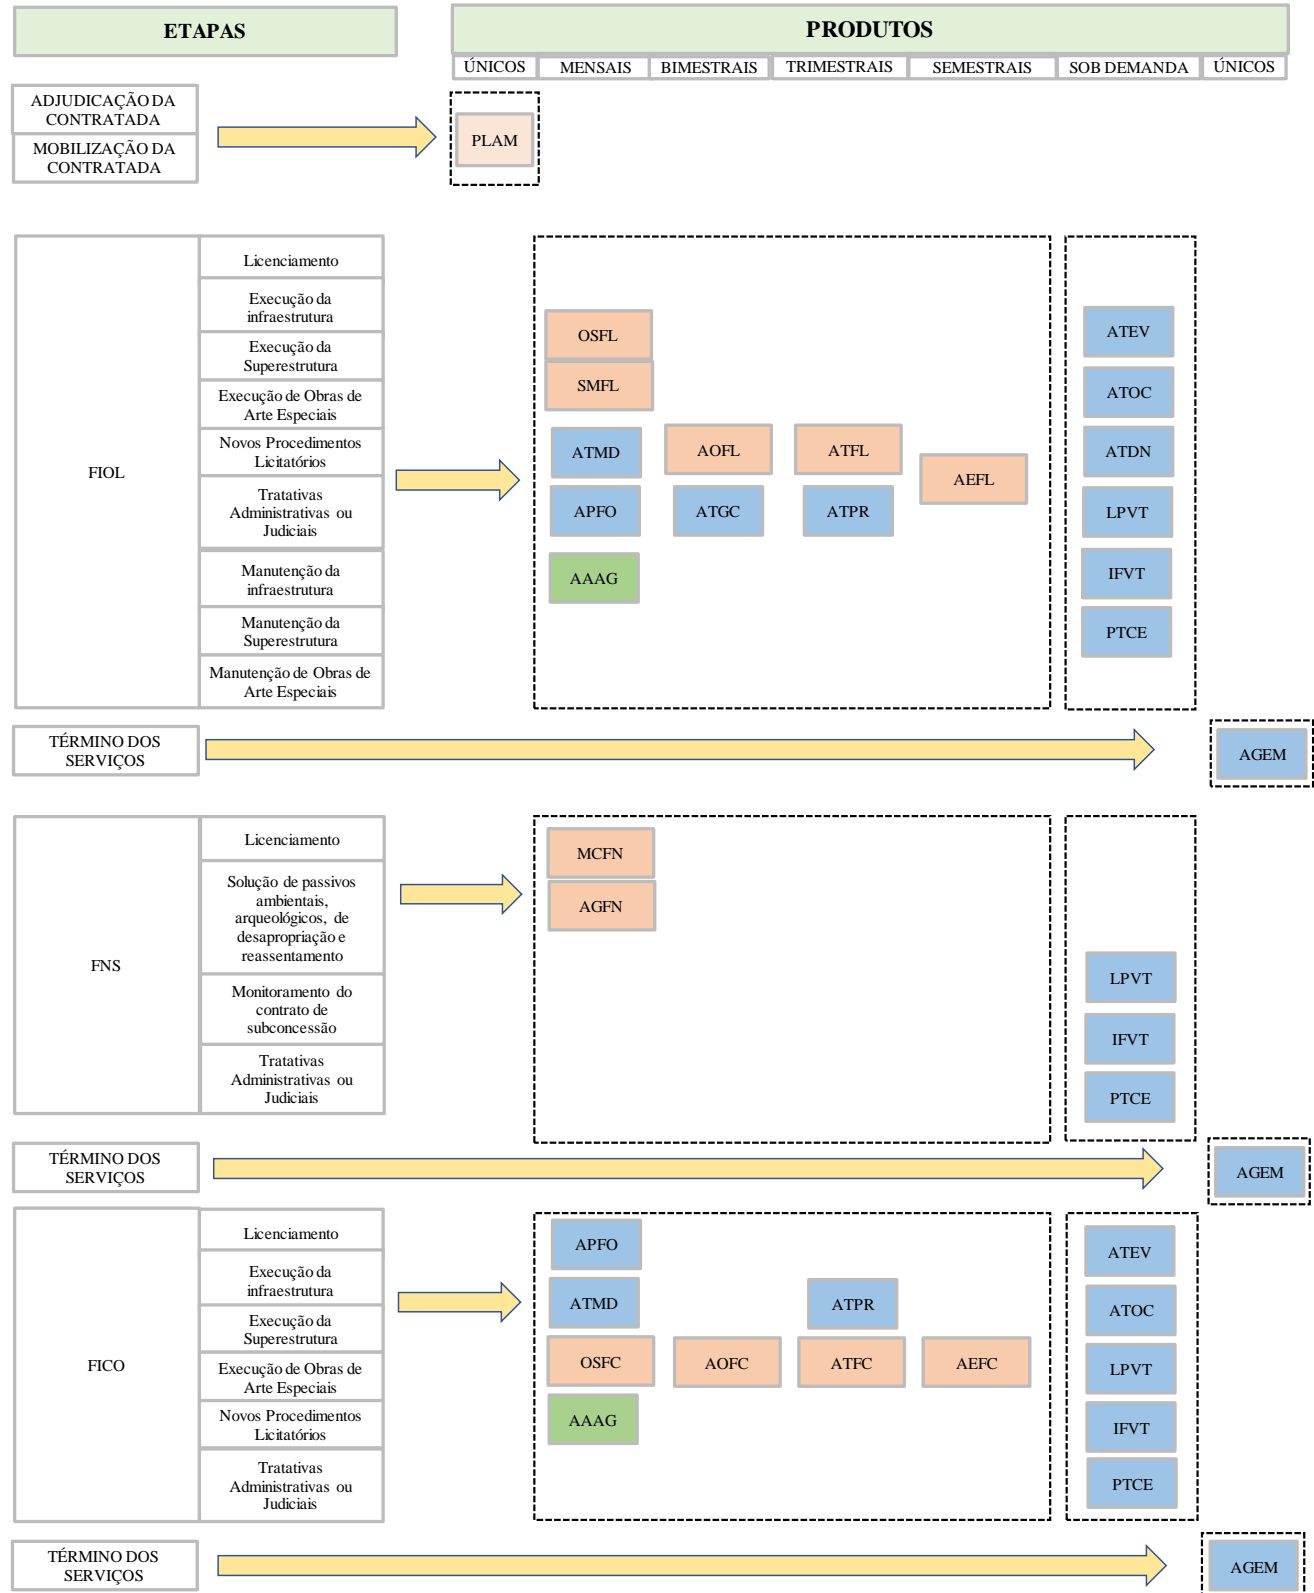 ETAPAS
PRODUTOS
ÚNICOS
MENSAIS
BIMESTRAIS
TRIMESTRAIS
SEMESTRAIS
SOB DEMANDA
ÚNICOS
ADJUDICAÇÃO DA
CONTRATADA
MOBILIZAÇÃO DA
CONTRATADA
PLAM
FIOL
Licenciamento
Execução da
infraestrutura
Execução da
Superestrutura
Execução de Obras de
Arte Especiais
Novos Procedimentos
Licitatórios
Tratativas
Administrativas ou
Judiciais
Manutenção da
infraestrutura
Manutenção da
Superestrutura
Manutenção de Obras de
Arte Especiais
OSFL
SMFL
ATMD
APFO
AAAG
AOFL
ATGC
ATFL
ATPR
AEFL
ATEV
ATOC
ATDN
LPVT
IFVT
PTCE
TÉRMINO DOS
SERVIÇOS
AGEM
FNS
Licenciamento
Solução de passivos
ambientais,
arqueológicos, de
desapropriação e
reassentamento
Monitoramento do
contrato de
subconcessão
Tratativas
Administrativas ou
Judiciais
MCFN
AGFN
LPVT
IFVT
PTCE
TÉRMINO DOS
SERVIÇOS
AGEM
FICO
Licenciamento
Execução da
infraestrutura
Execução da
Superestrutura
Execução de Obras de
Arte Especiais
Novos Procedimentos
Licitatórios
Tratativas
Administrativas ou
Judiciais
APFO
ATMD
OSFC
AAAG
AOFC
ATPR
ATFC
AEFC
ATEV
ATOC
LPVT
IFVT
PTCE
TÉRMINO DOS
SERVIÇOS
AGEM